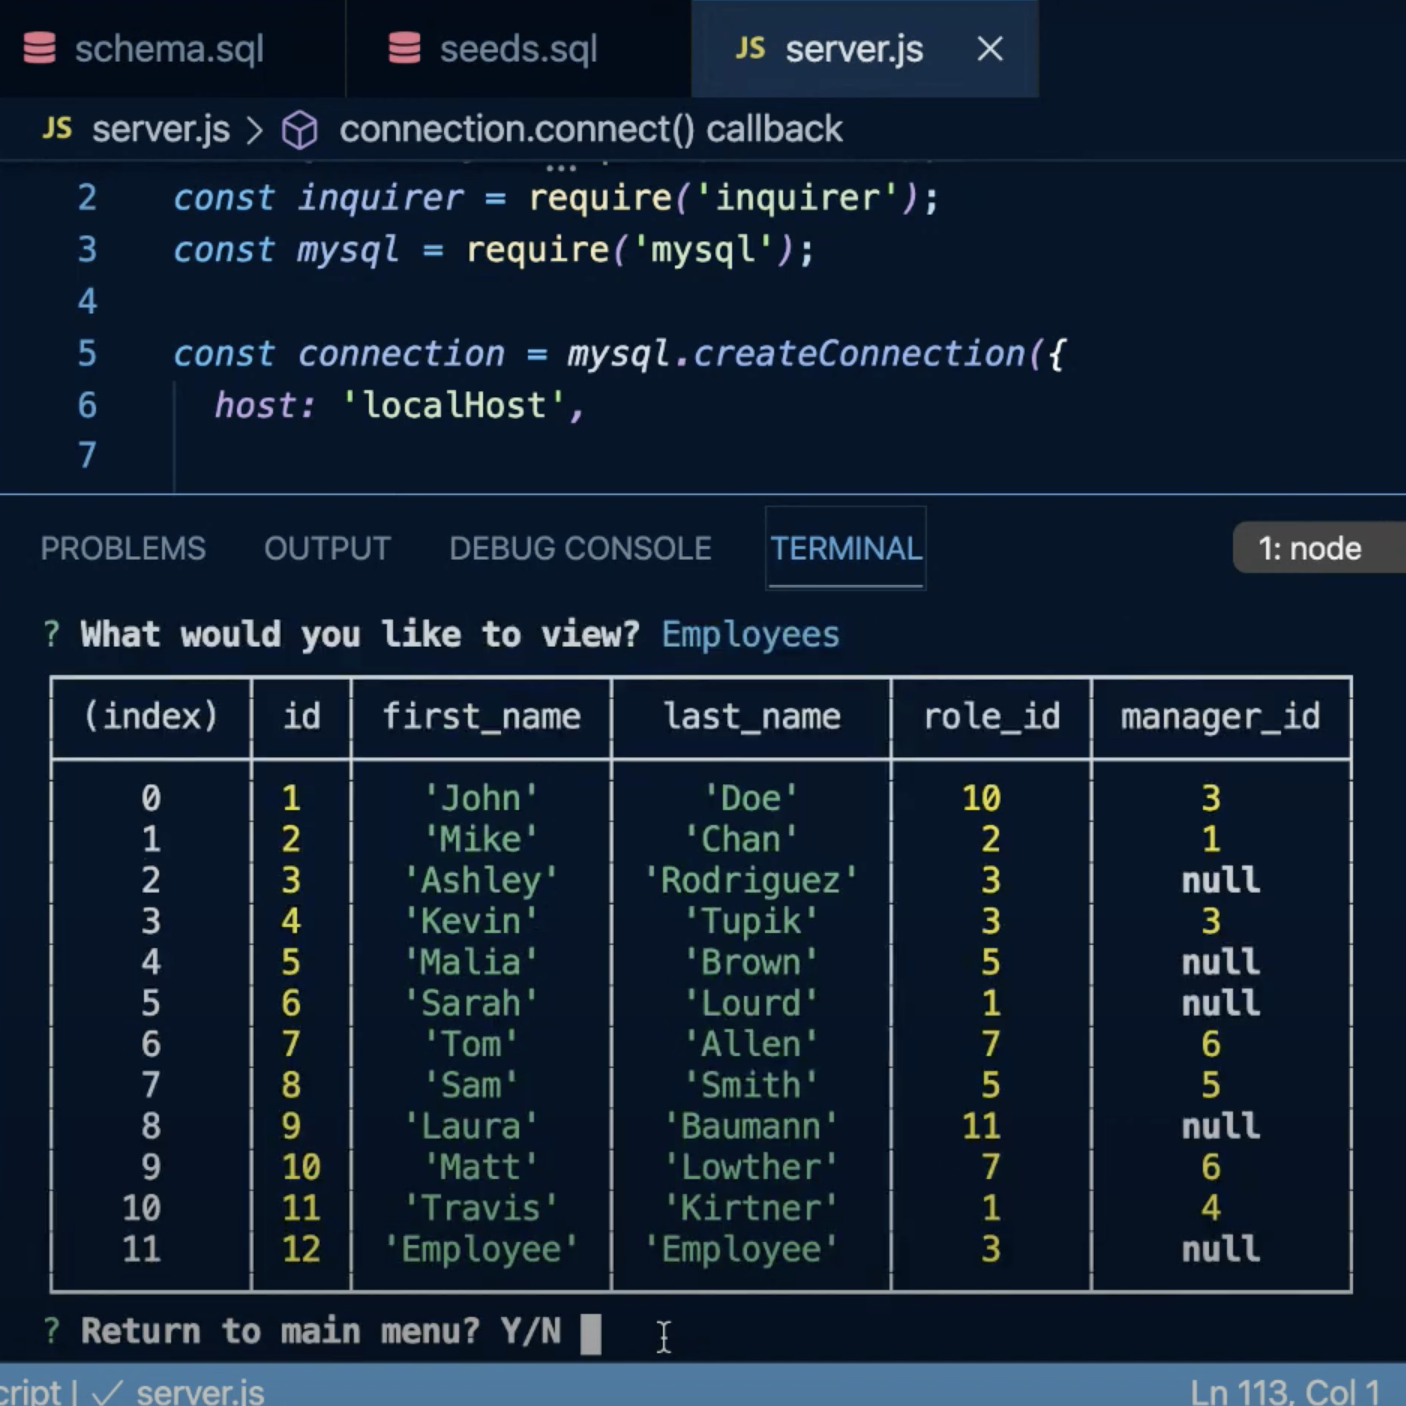 schema.sql seeds.sql JS server.js ×
JS server.js > connection.connect() callback
2 const inquirer = require('inquirer');
3 const mysql = require('mysql');
4
5 const connection = mysql.createConnection({
6 host: 'localHost',
7
PROBLEMS OUTPUT DEBUG CONSOLE TERMINAL 1: node
? What would you like to view? Employees
(index) id first_name last_name role_id manager_id
0 1 'John' 'Doe' 10 3
1 2 'Mike' 'Chan' 2 1
2 3 'Ashley' 'Rodriguez' 3 null
3 4 'Kevin' 'Tupik' 3 3
4 5 'Malia' 'Brown' 5 null
5 6 'Sarah' 'Lourd' 1 null
6 7 'Tom' 'Allen' 7 6
7 8 'Sam' 'Smith' 5 5
8 9 'Laura' 'Baumann' 11 null
9 10 'Matt' 'Lowther' 7 6
10 11 'Travis' 'Kirtner' 1 4
11 12 'Employee' 'Employee' 3 null
? Return to main menu? Y/N
cript | ✓ server.js Ln 113, Col 1